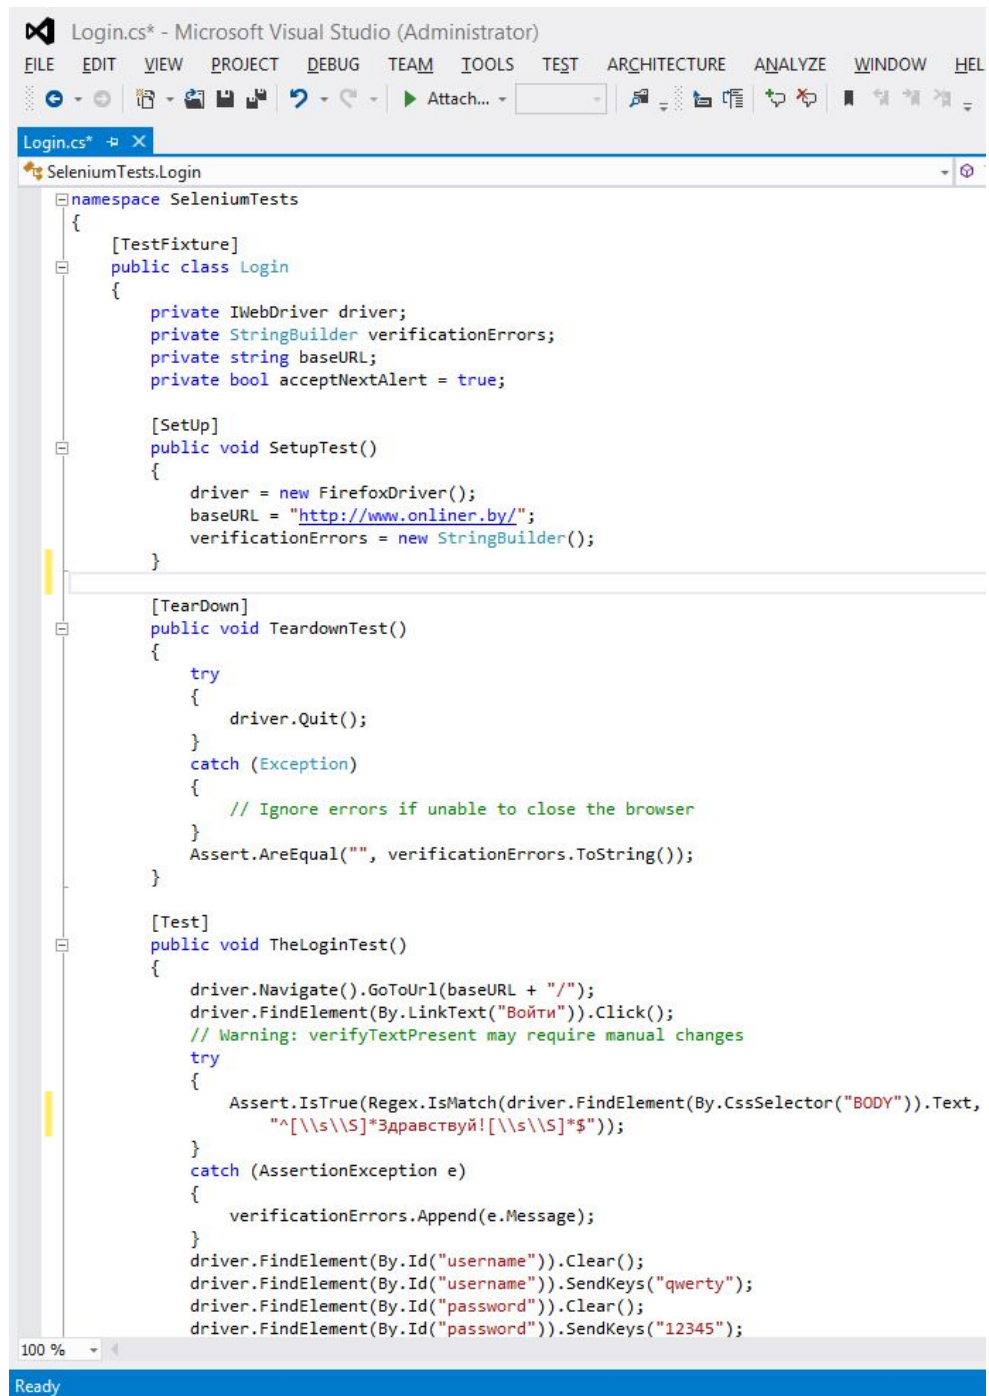 Login.cs* - Microsoft Visual Studio (Administrator)
FILE EDIT VIEW PROJECT DEBUG TEAM TOOLS TEST ARCHITECTURE ANALYZE WINDOW HEL
Attach...
Login.cs*
SeleniumTests.Login
namespace SeleniumTests
{
[TestFixture]
public class Login
{
private IWebDriver driver;
private StringBuilder verificationErrors;
private string baseURL;
private bool acceptNextAlert = true;
[SetUp]
public void SetupTest()
{
driver = new FirefoxDriver();
baseURL = "http://www.onliner.by/";
verificationErrors = new StringBuilder();
}
[TearDown]
public void TeardownTest()
{
try
{
driver.Quit();
}
catch (Exception)
{
// Ignore errors if unable to close the browser
}
Assert.AreEqual("", verificationErrors.ToString());
}
[Test]
public void TheLoginTest()
{
driver.Navigate().GoToUrl(baseURL + "/");
driver.FindElement(By.LinkText("Войти")).Click();
// Warning: verifyTextPresent may require manual changes
try
{
Assert.IsTrue(Regex.IsMatch(driver.FindElement(By.CssSelector("BODY")).Text,
"^[\\s\\S]*Здравствуй![\\s\\S]*$"));
}
catch (AssertionException e)
{
verificationErrors.Append(e.Message);
}
driver.FindElement(By.Id("username")).Clear();
driver.FindElement(By.Id("username")).SendKeys("qwerty");
driver.FindElement(By.Id("password")).Clear();
driver.FindElement(By.Id("password")).SendKeys("12345");
100 %
Ready